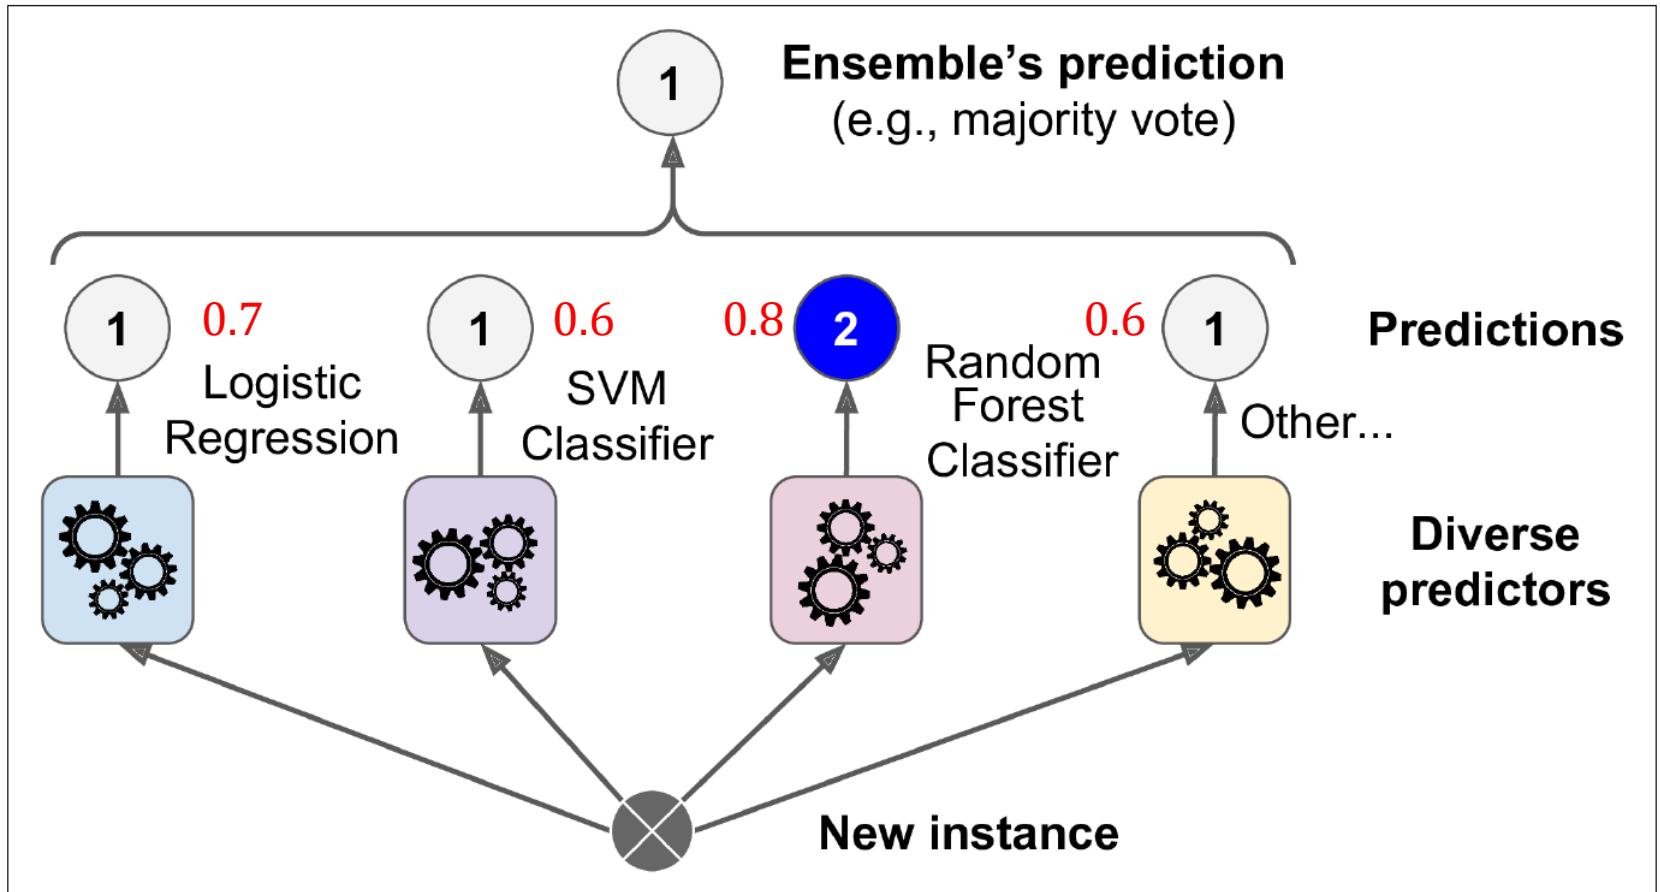 1
Ensemble's prediction
(e.g., majority vote)
1 0.7
1 0.6
0.8 2
0.6 1
Predictions
Logistic
Regression
SVM
Classifier
Random
Forest
Classifier
Other...
Diverse
predictors
New instance